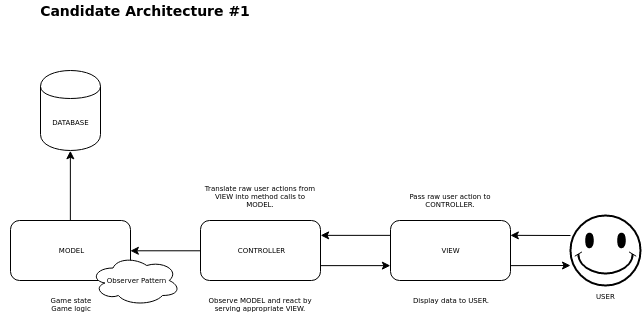 Candidate Architecture #1
DATABASE
Translate raw user actions from
VIEW into method calls to
MODEL.
Pass raw user action to
CONTROLLER.
MODEL
CONTROLLER
VIEW
Observer Pattern
USER
Game state
Game logic
Observe MODEL and react by
serving appropriate VIEW.
Display data to USER.